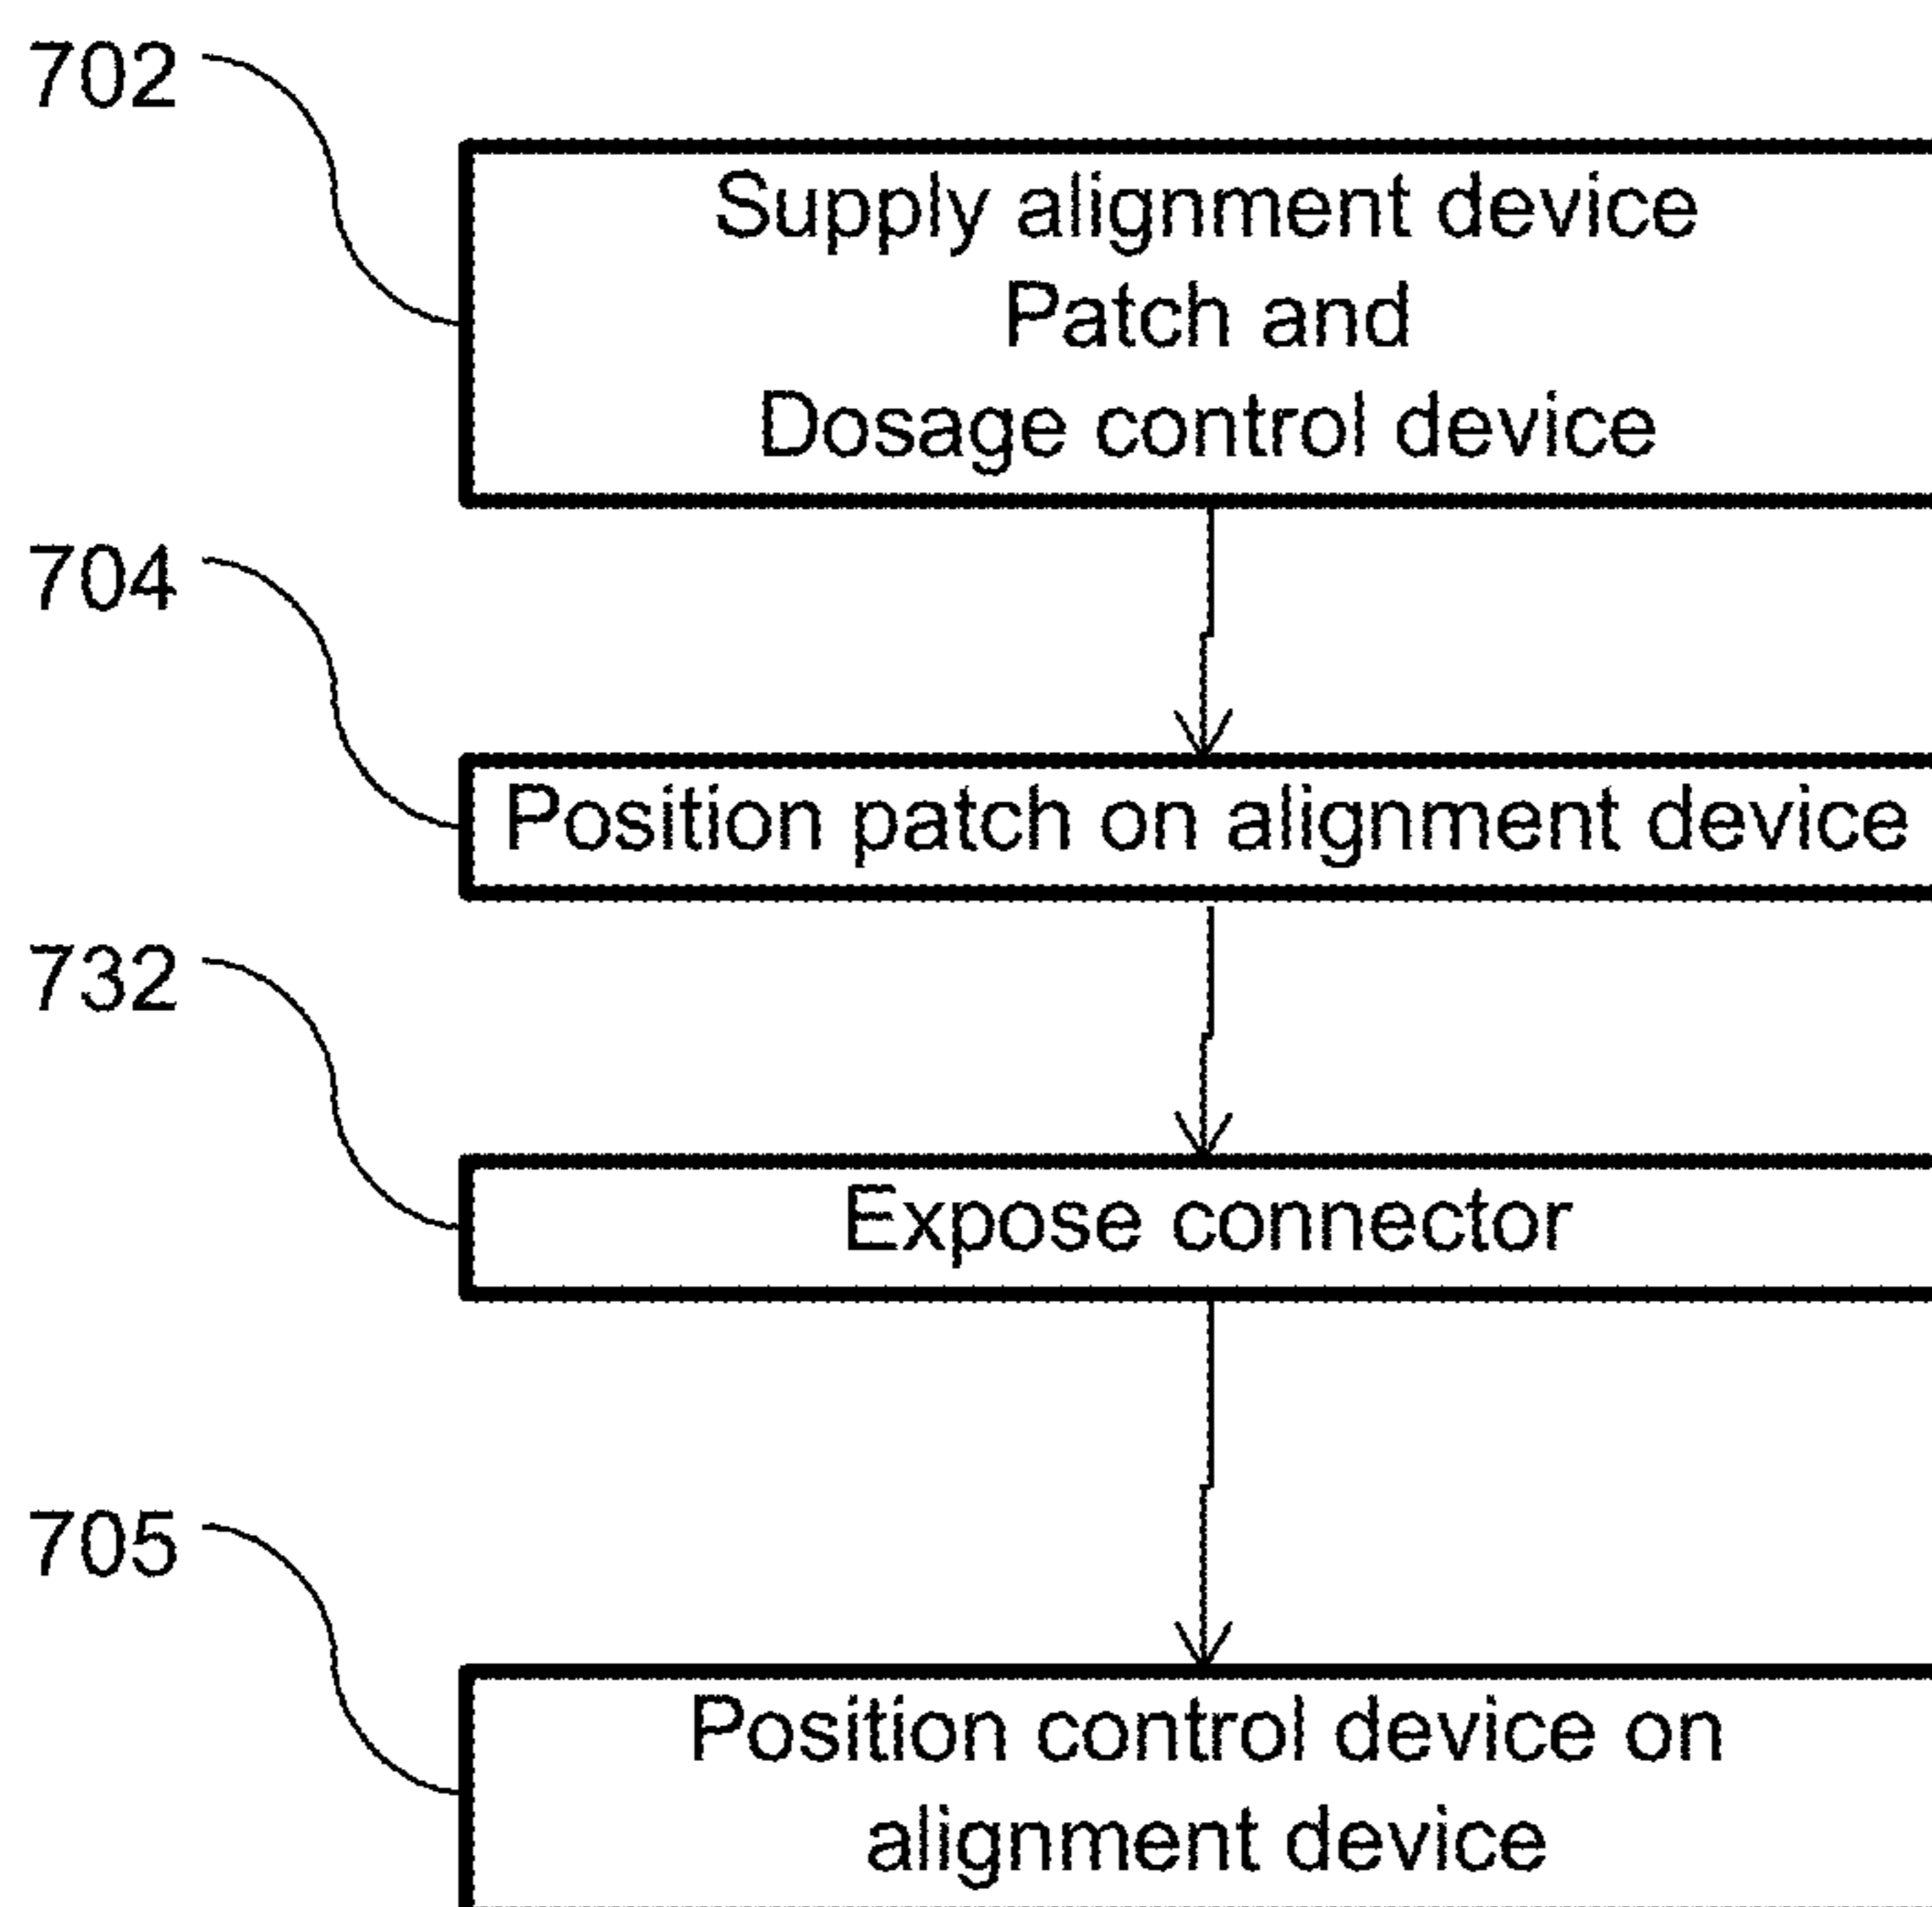 702
Supply alignment device
Patch and
Dosage control device
704
Position patch on alignment device
732
Expose connector
705
Position control device on
alignment device